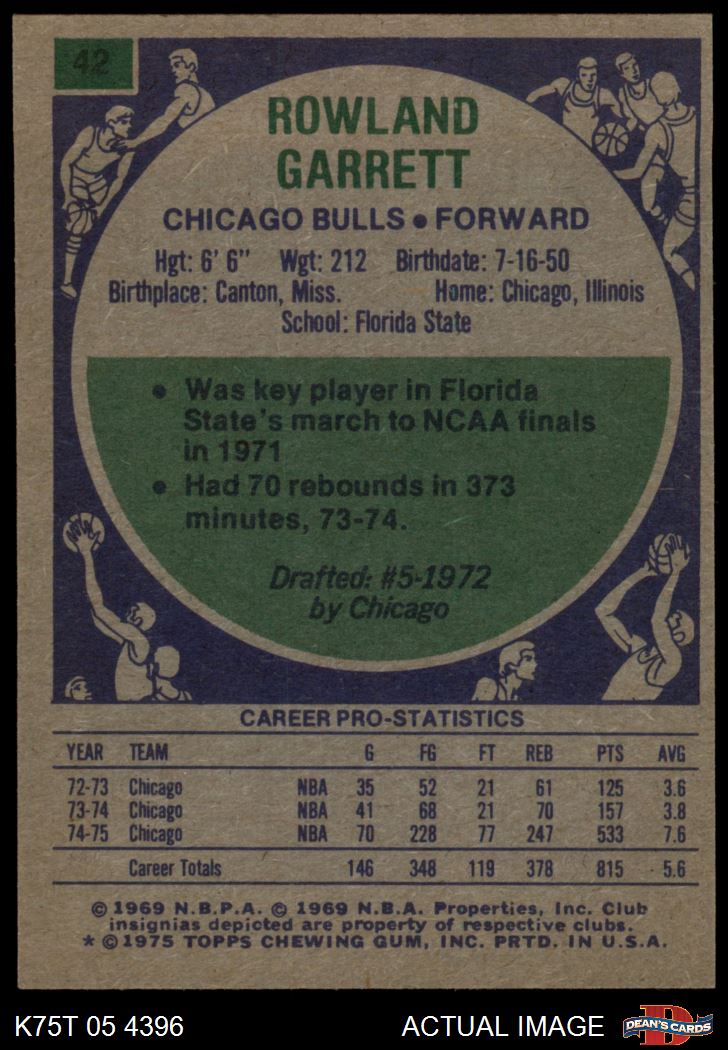 42
ROWLAND
GARRETT
CHICAGO BULLS • FORWARD
Hgt: 6' 6" Wgt: 212 Birthdate: 7-16-50
Birthplace: Canton, Miss. Home: Chicago, Illinois
School: Florida State
• Was key player in Florida
State's march to NCAA finals
in 1971
• Had 70 rebounds in 373
minutes, 73-74.
Drafted: #5-1972
by Chicago
CAREER PRO-STATISTICS
YEAR TEAM G FG FT REB PTS AVG
72-73 Chicago NBA 35 52 21 61 125 3.6
73-74 Chicago NBA 41 68 21 70 157 3.8
74-75 Chicago NBA 70 228 77 247 533 7.6
Career Totals 146 348 119 378 815 5.6
© 1969 N.B.P.A. © 1969 N.B.A. Properties, Inc. Club
insignias depicted are property of respective clubs.
* © 1975 TOPPS CHEWING GUM, INC. PRTD. IN U.S.A.
K75T 05 4396 ACTUAL IMAGE
D
DEAN'S CARDS